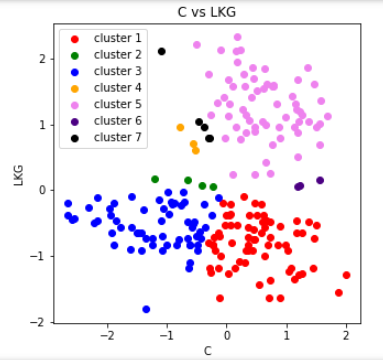 C vs LKG
cluster 1
cluster 2
cluster 3
cluster 4
cluster 5
cluster 6
cluster 7
2
1
0
−1
−2
LKG
−2
−1
0
1
2
C